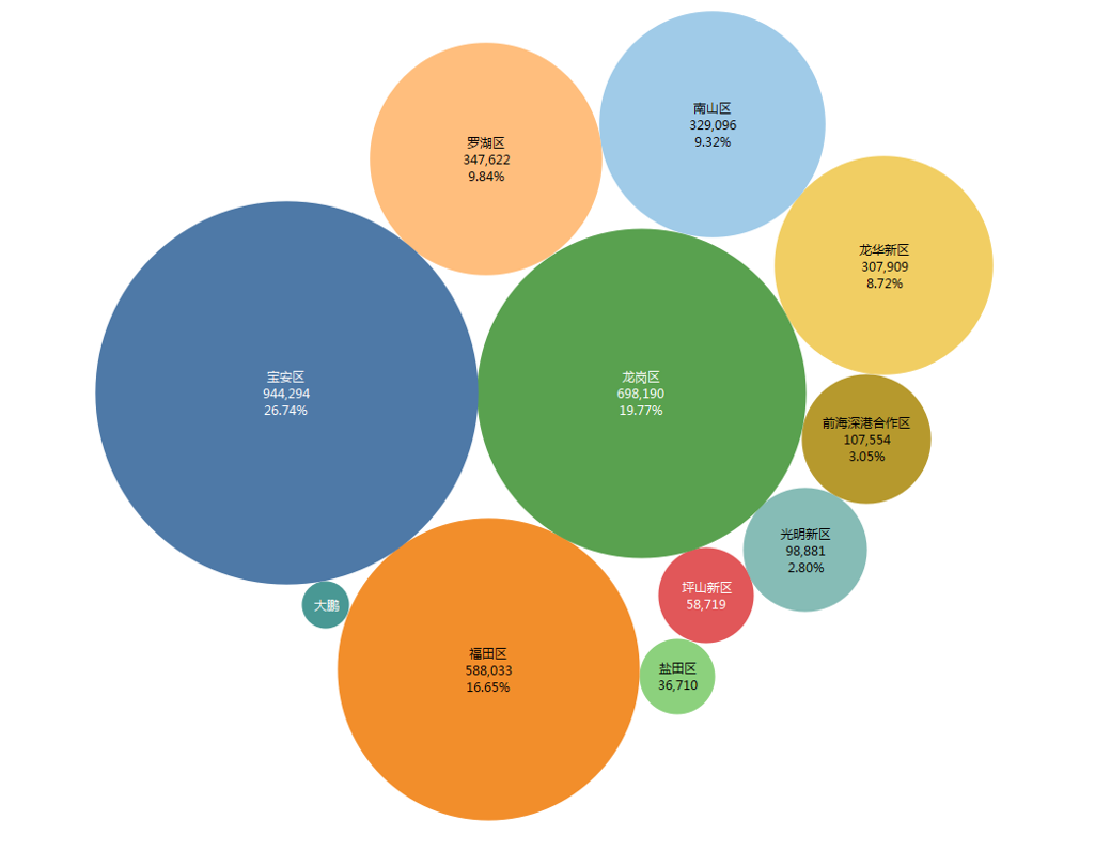 南山区
329,096
9.32%
罗湖区
347,622
9.84%
龙华新区
307,909
8.72%
宝安区
944,294
26.74%
龙岗区
698,190
19.77%
前海深港合作区
107,554
3.05%
光明新区
98,881
2.80%
坪山新区
58,719
大鹏
福田区
588,033
16.65%
盐田区
36,710